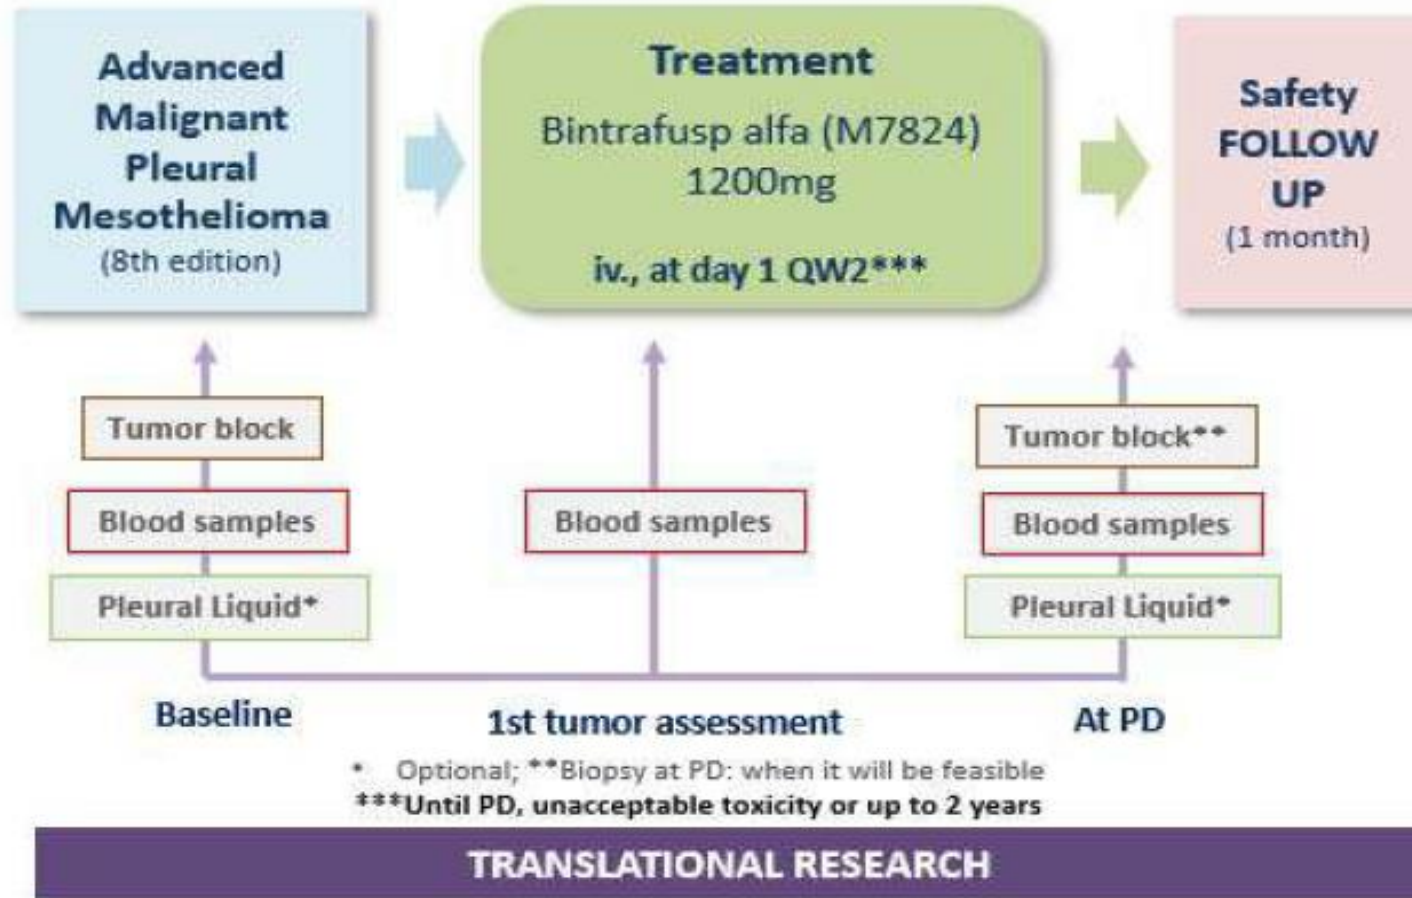 Advanced
Malignant
Pleural
Mesothelioma
(8th edition)
Treatment
Bintrafusp alfa (M7824)
1200mg
iv., at day 1 QW2***
Safety
FOLLOW
UP
(1 month)
Tumor block
Blood samples
Pleural Liquid*
Blood samples
Tumor block**
Blood samples
Pleural Liquid*
Baseline
1st tumor assessment
At PD
* Optional; **Biopsy at PD: when it will be feasible
***Until PD, unacceptable toxicity or up to 2 years
TRANSLATIONAL RESEARCH